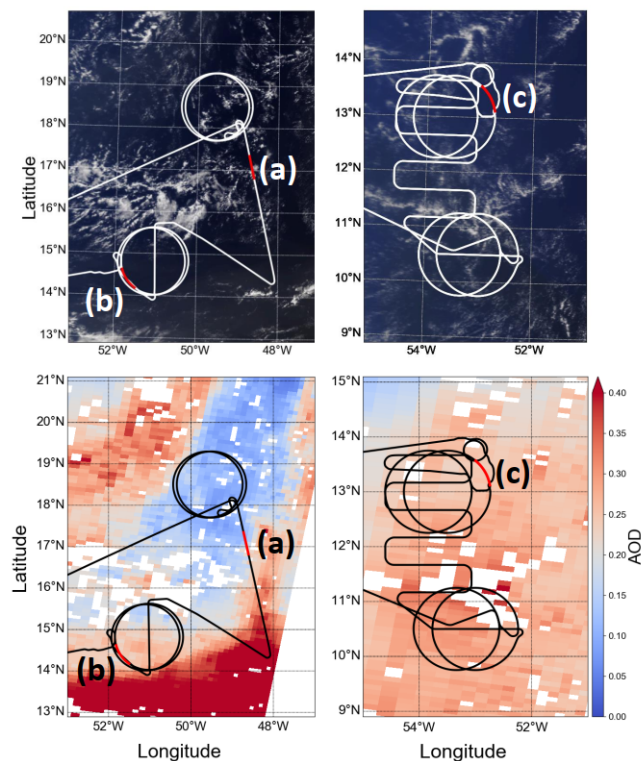 20°N
19°N
18°N
17°N
16°N
15°N
14°N
13°N
Latitude
(a)
(b)
52°W
50°W
48°W
14°N
13°N
12°N
11°N
10°N
9°N
(c)
54°W
52°W
21°N
20°N
19°N
18°N
17°N
16°N
15°N
14°N
13°N
Latitude
(a)
(b)
52°W
50°W
48°W
Longitude
15°N
14°N
13°N
12°N
11°N
10°N
9°N
(c)
54°W
52°W
Longitude
0.40
0.35
0.30
0.25
0.20
0.15
0.10
0.05
0.00
AOD